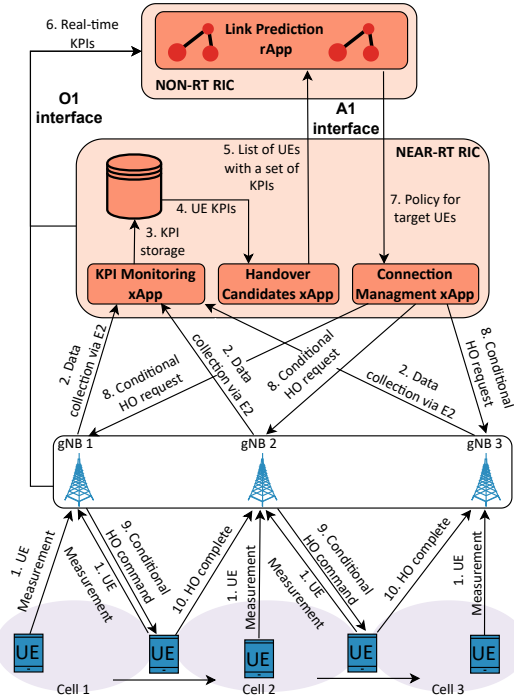 6. Real-time
KPIs
Link Prediction
rApp
NON-RT RIC
O1
interface
A1
interface
5. List of UEs
with a set of
KPIs
NEAR-RT RIC
7. Policy for
target UEs
4. UE KPIs
3. KPI
storage
KPI Monitoring
xApp
Handover
Candidates xApp
Connection
Managment xApp
2. Data
collection via E2
8. Conditional
HO request
2. Data
collection via E2
8. Conditional
HO request
2. Data
collection via E2
8. Conditional
HO request
gNB 1
gNB 2
gNB 3
1. UE
Measurement
9. Conditional
HO command
1. UE
Measurement
10. HO complete
1. UE
Measurement
9. Conditional
HO command
1. UE
Measurement
10. HO complete
1. UE
Measurement
UE
UE
UE
UE
UE
Cell 1
Cell 2
Cell 3